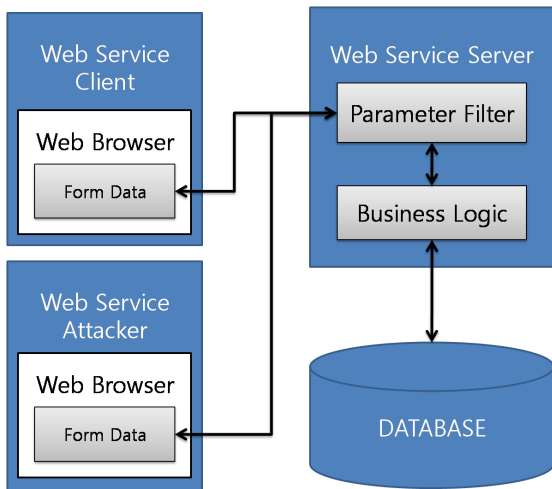 Web Service
Client
Web Browser
Form Data
Web Service
Attacker
Web Browser
Form Data
Web Service Server
Parameter Filter
Business Logic
DATABASE